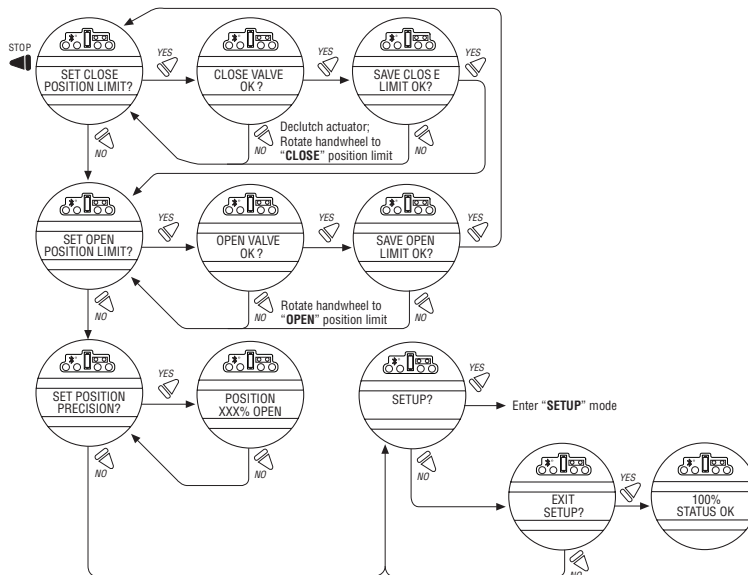 STOP
SET CLOSE
POSITION LIMIT?
YES
NO
CLOSE VALVE
OK?
YES
NO
SAVE CLOS E
LIMIT OK?
YES
NO
Declutch actuator;
Rotate handwheel to
“CLOSE” position limit
SET OPEN
POSITION LIMIT?
YES
NO
OPEN VALVE
OK?
YES
NO
SAVE OPEN
LIMIT OK?
YES
NO
Rotate handwheel to
“OPEN” position limit
SET POSITION
PRECISION?
YES
NO
POSITION
XXX% OPEN
NO
SETUP?
YES
NO
Enter “SETUP” mode
EXIT
SETUP?
YES
NO
100%
STATUS OK